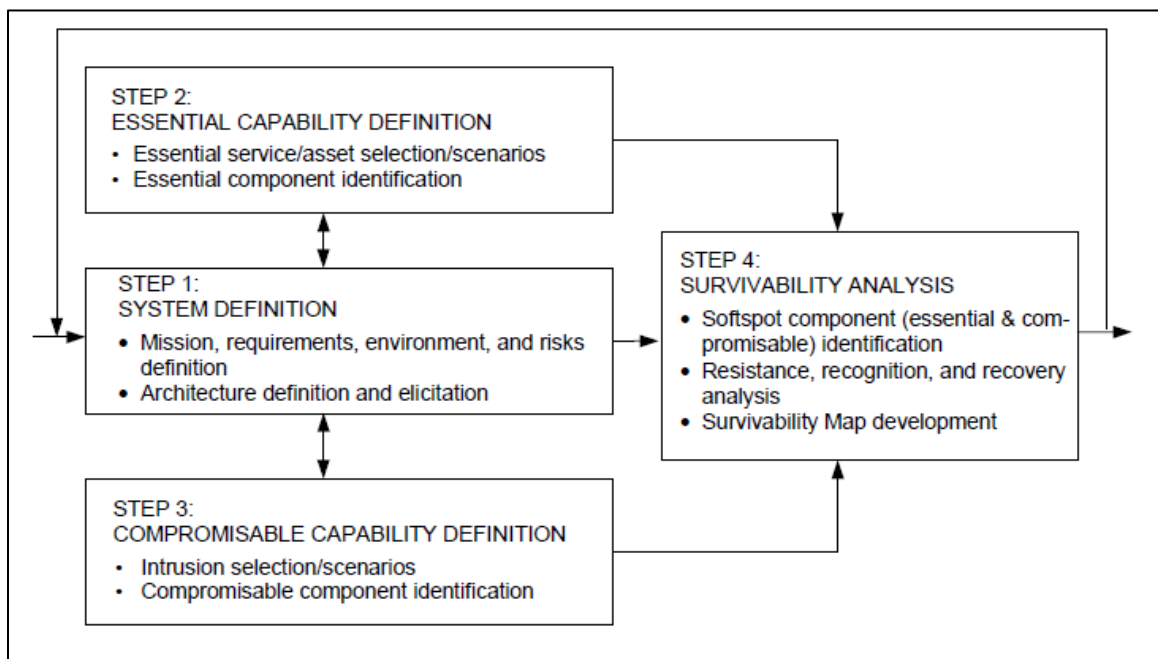 STEP 2:
ESSENTIAL CAPABILITY DEFINITION
• Essential service/asset selection/scenarios
• Essential component identification
STEP 1:
SYSTEM DEFINITION
• Mission, requirements, environment, and risks
definition
• Architecture definition and elicitation
STEP 3:
COMPROMISABLE CAPABILITY DEFINITION
• Intrusion selection/scenarios
• Compromisable component identification
STEP 4:
SURVIVABILITY ANALYSIS
• Softspot component (essential & com-
promisable) identification
• Resistance, recognition, and recovery
analysis
• Survivability Map development